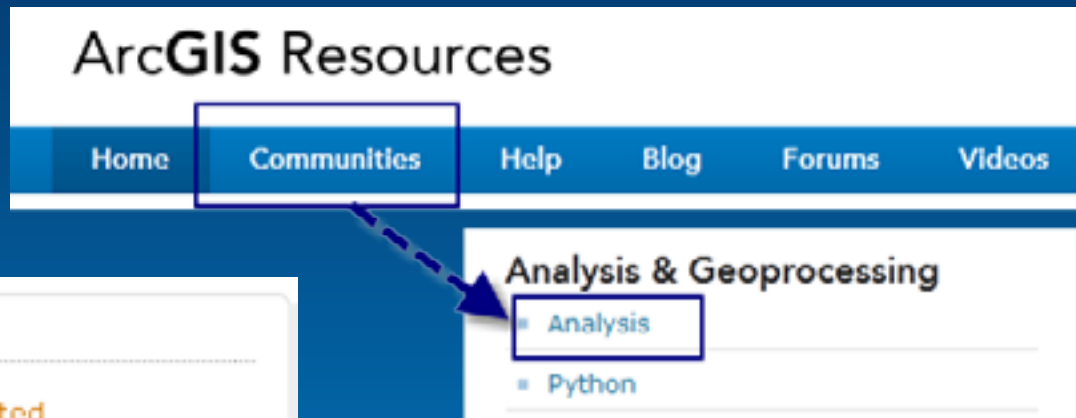 ArcGIS Resources
Home Communities Help Blog Forums Videos
Analysis & Geoprocessing
Analysis
Python